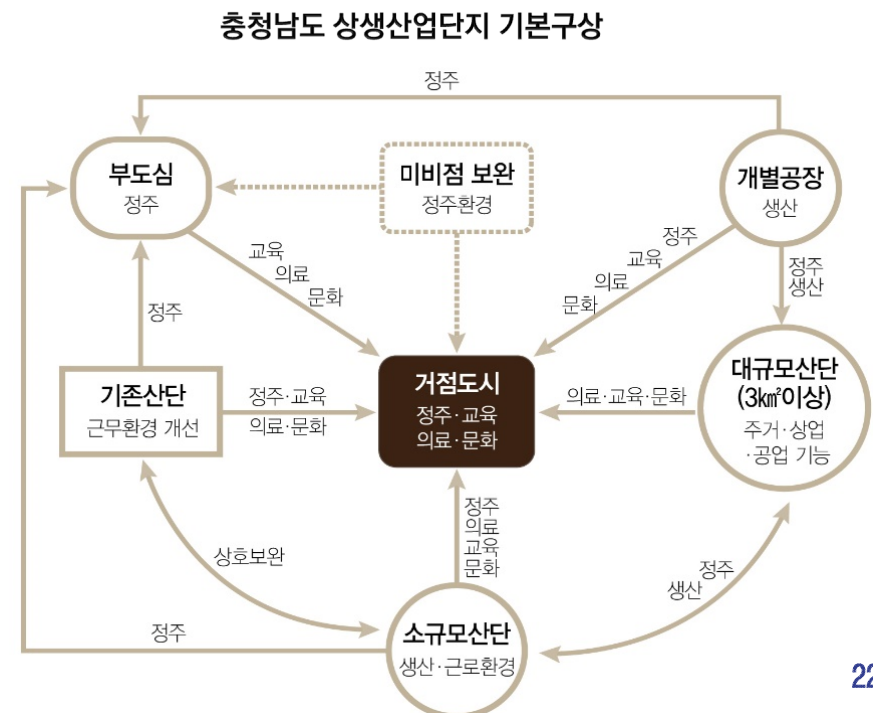 충청남도 상생산업단지 기본구상
정주
부도심
정주
미비점 보완
정주환경
개별공장
생산
교육
의료
문화
정주
교육
의료
문화
정주
생산
정주
기존산단
근무환경 개선
정주·교육
의료·문화
거점도시
정주·교육
의료·문화
의료·교육·문화
대규모산단
(3㎢이상)
주거·상업
·공업 기능
정주
의료
교육
문화
상호보완
정주
생산
정주
소규모산단
생산·근로환경
22